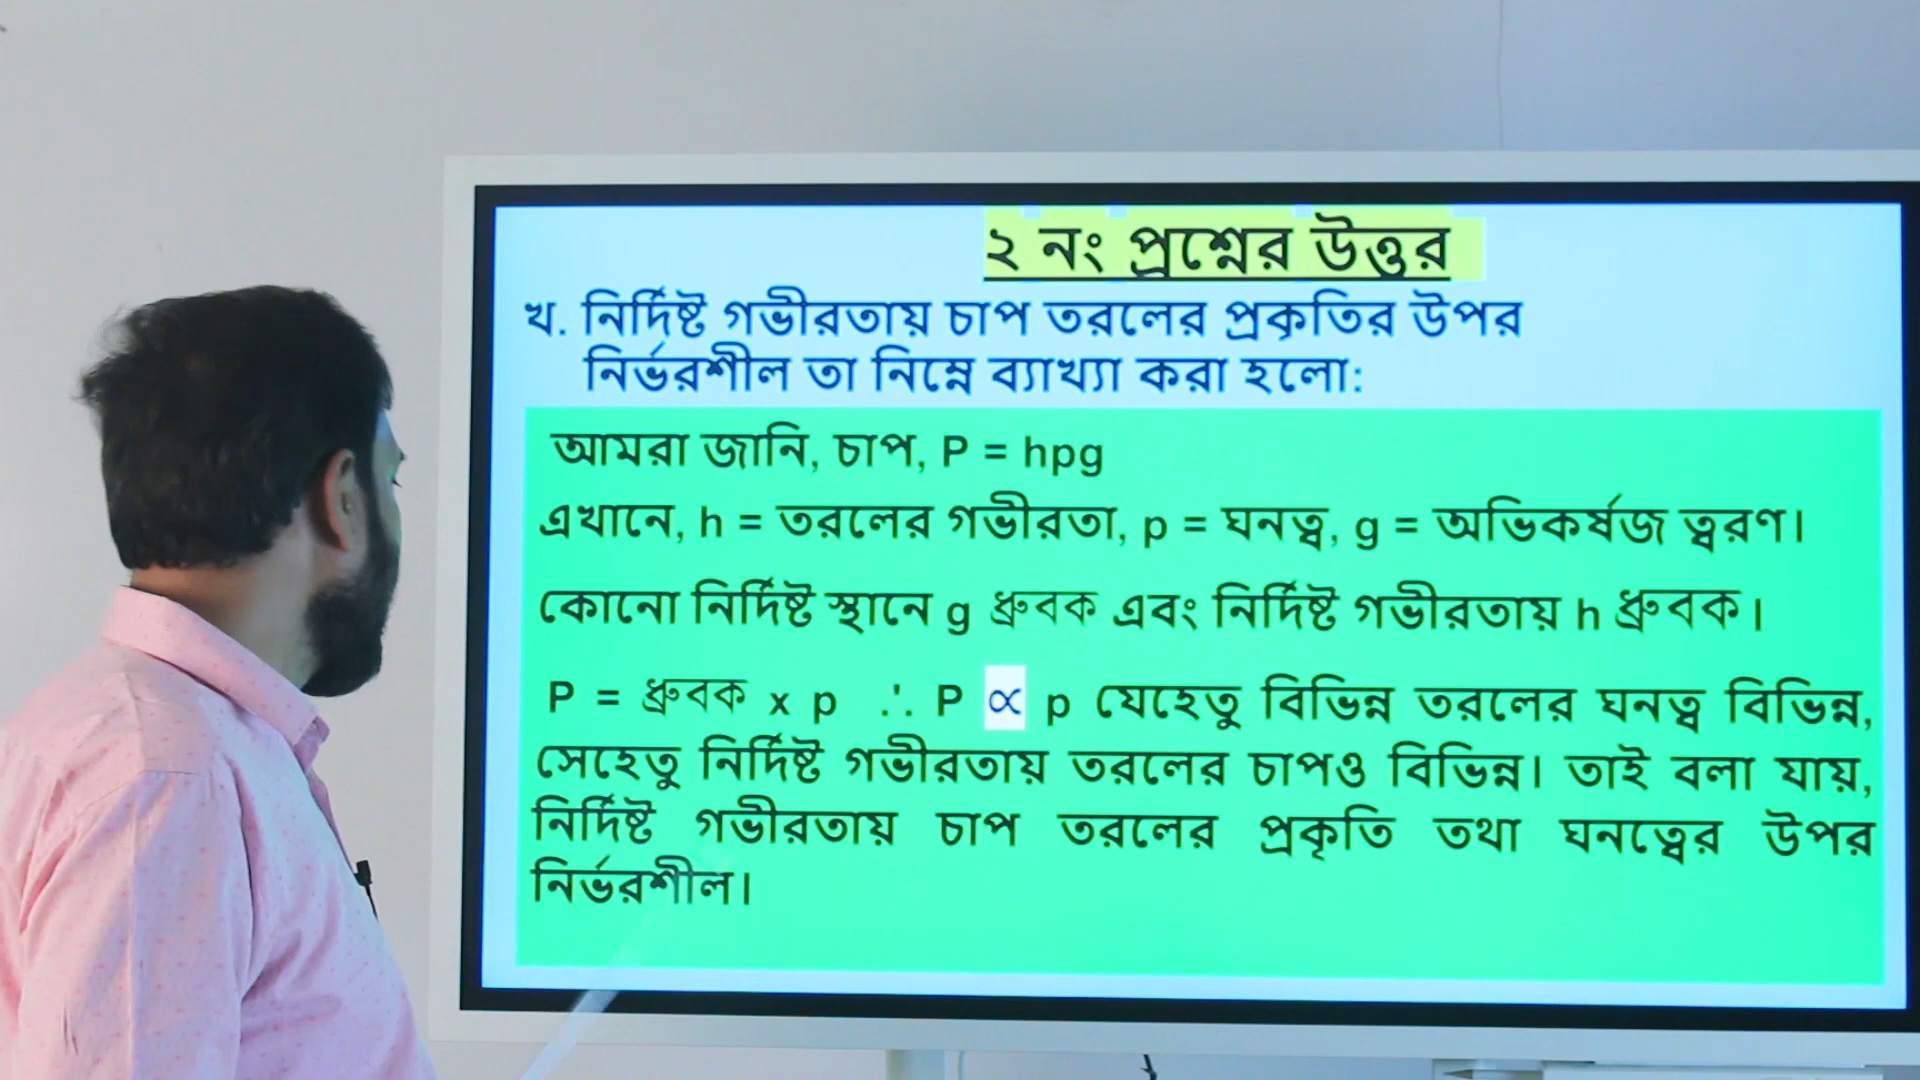 ২ নং প্রশ্নের উত্তর
খ. নির্দিষ্ট গভীরতায় চাপ তরলের প্রকৃতির উপর
নির্ভরশীল তা নিম্নে ব্যাখ্যা করা হলো:
আমরা জানি, চাপ, P = hpg
এখানে, h = তরলের গভীরতা, p = ঘনত্ব, g = অভিকর্ষজ ত্বরণ।
কোনো নির্দিষ্ট স্থানে g ধ্রুবক এবং নির্দিষ্ট গভীরতায় h ধ্রুবক।
P = ধ্রুবক x p ∴ P ∝ p যেহেতু বিভিন্ন তরলের ঘনত্ব বিভিন্ন,
সেহেতু নির্দিষ্ট গভীরতায় তরলের চাপও বিভিন্ন। তাই বলা যায়,
নির্দিষ্ট গভীরতায় চাপ তরলের প্রকৃতি তথা ঘনত্বের উপর
নির্ভরশীল।